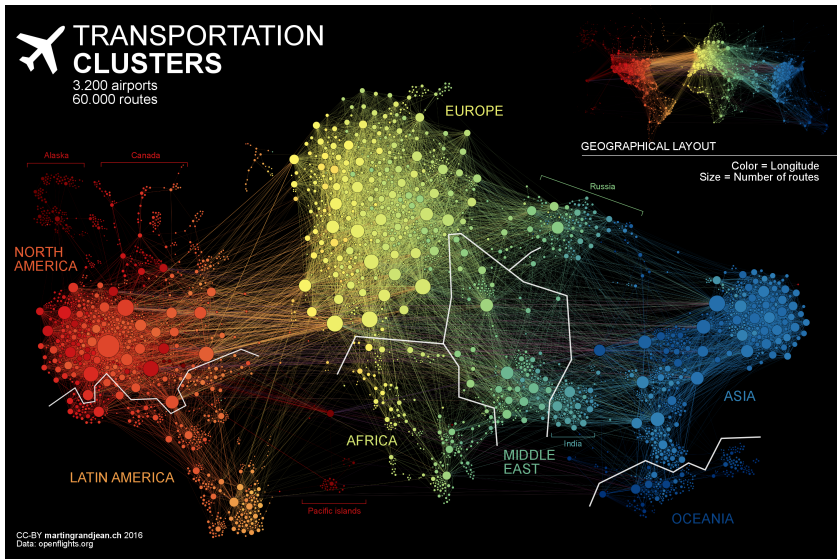 TRANSPORTATION
CLUSTERS
3.200 airports
60.000 routes
EUROPE
GEOGRAPHICAL LAYOUT
Color = Longitude
Size = Number of routes
Alaska
Canada
Russia
NORTH
AMERICA
ASIA
AFRICA
India
MIDDLE
EAST
LATIN AMERICA
Pacific islands
OCEANIA
CC-BY martingrandjean.ch 2016
Data: openflights.org